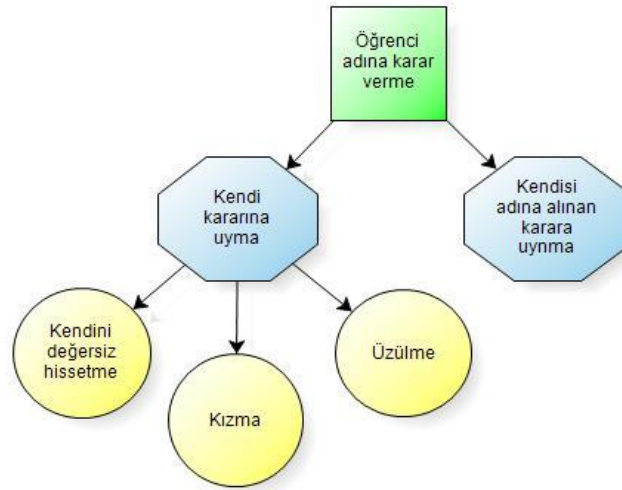 Öğrenci
adına karar
verme
Kendi
kararına
uyma
Kendisi
adına alınan
karara
uynma
Kendini
değersiz
hissetme
Kızma
Üzülme